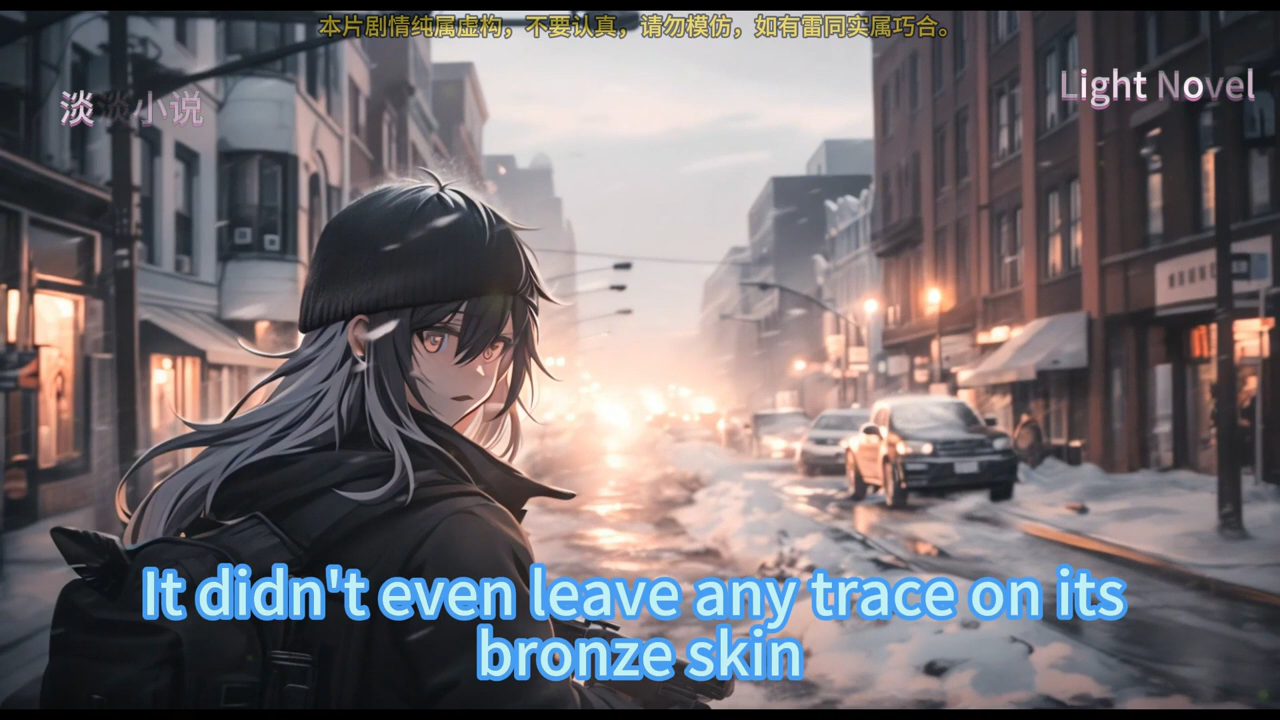 本片剧情纯属虚构，不要认真，请勿模仿，如有雷同实属巧合。
淡淡小说
Light Novel
It didn't even leave any trace on its
bronze skin